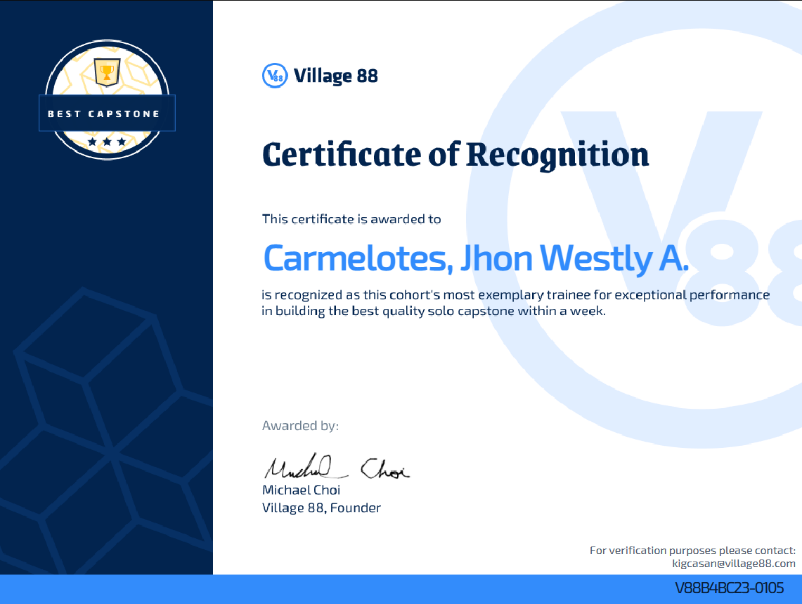 BEST CAPSTONE
V88 Village 88
Certificate of Recognition
This certificate is awarded to
Carmelotes, Jhon Westly A.
is recognized as this cohort's most exemplary trainee for exceptional performance
in building the best quality solo capstone within a week.
V88
Awarded by:
Michael Choi
Michael Choi
Village 88, Founder
For verification purposes please contact:
kigcasan@village88.com
V88B4BC23-0105